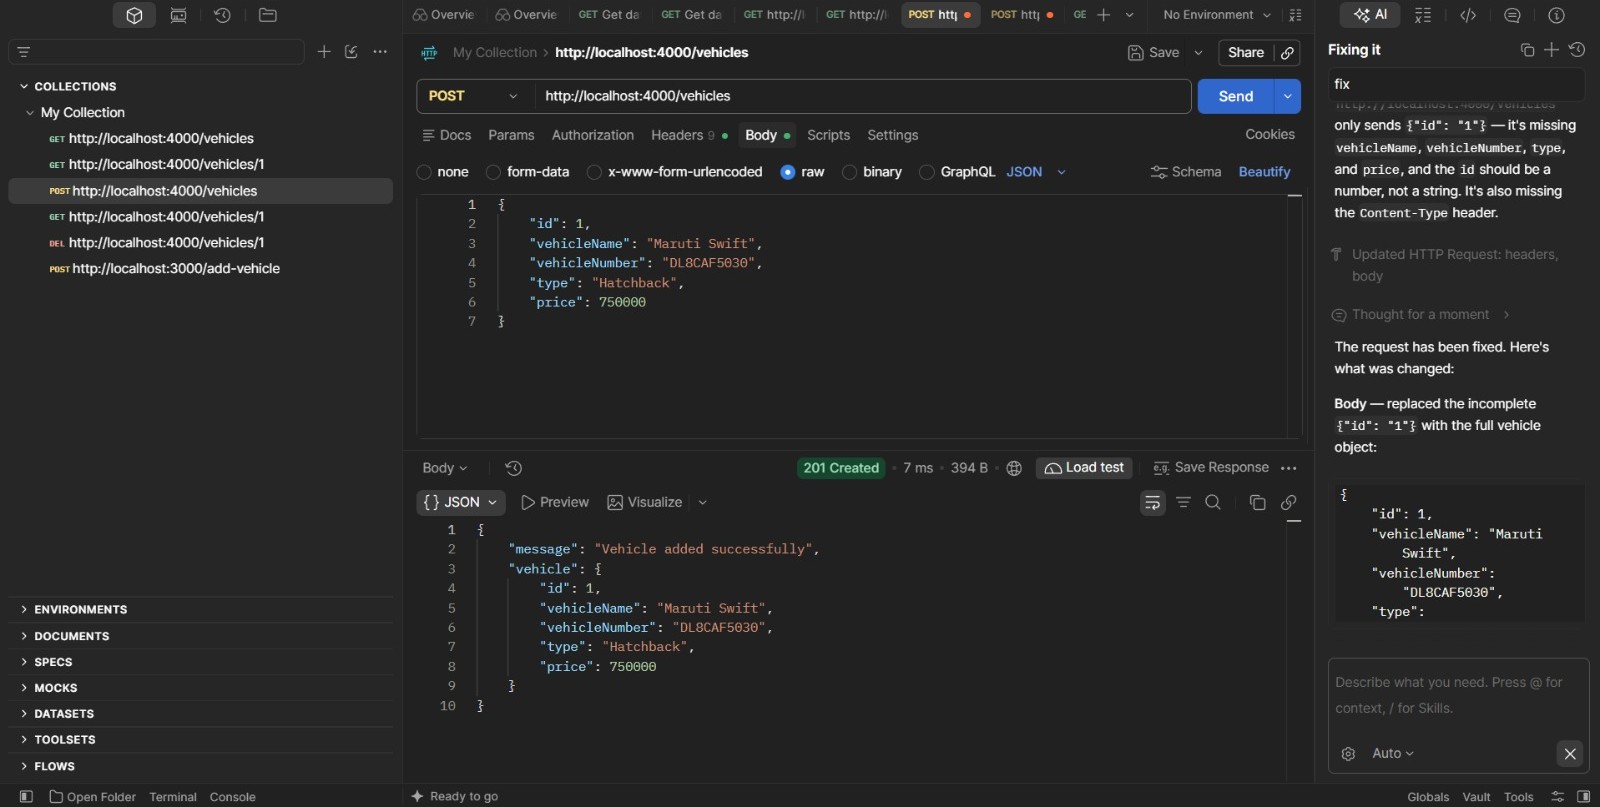 Overvie
Overvie
GET Get da
GET Get da
GET http://l
GET http://l
POST htt
POST http
GE
No Environment
AI
My Collection > http://localhost:4000/vehicles
Save
Share
Fixing it
COLLECTIONS
My Collection
GET http://localhost:4000/vehicles
GET http://localhost:4000/vehicles/1
POST http://localhost:4000/vehicles
GET http://localhost:4000/vehicles/1
DEL http://localhost:4000/vehicles/1
POST http://localhost:3000/add-vehicle
ENVIRONMENTS
DOCUMENTS
SPECS
MOCKS
DATASETS
TOOLSETS
FLOWS
HTTP
POST
http://localhost:4000/vehicles
Send
Docs Params Authorization Headers 9 Body Scripts Settings
Cookies
none form-data x-www-form-urlencoded raw binary GraphQL JSON
Schema Beautify
1 {
2 "id": 1,
3 "vehicleName": "Maruti Swift",
4 "vehicleNumber": "DL8CAF5030",
5 "type": "Hatchback",
6 "price": 750000
7 }
Body
201 Created • 7 ms • 394 B
Load test
e.g. Save Response
{} JSON Preview Visualize
1 {
2 "message": "Vehicle added successfully",
3 "vehicle": {
4 "id": 1,
5 "vehicleName": "Maruti Swift",
6 "vehicleNumber": "DL8CAF5030",
7 "type": "Hatchback",
8 "price": 750000
9 }
10 }
fix
http://localhost:4000/vehicles
only sends {"id": "1"} — it's missing
vehicleName, vehicleNumber, type,
and price, and the id should be a
number, not a string. It's also missing
the Content-Type header.
Updated HTTP Request: headers,
body
Thought for a moment
The request has been fixed. Here's
what was changed:
Body — replaced the incomplete
{"id": "1"} with the full vehicle
object:
{
"id": 1,
"vehicleName": "Maruti
Swift",
"vehicleNumber":
"DL8CAF5030",
"type":
Describe what you need. Press @ for
context, / for Skills.
Auto
Open Folder Terminal Console
Ready to go
Globals Vault Tools